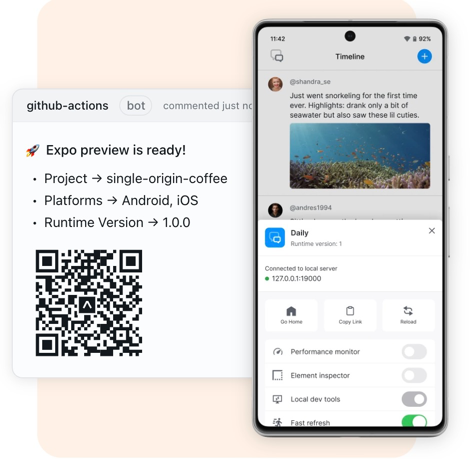 github-actions bot commented just no
🚀 Expo preview is ready!
• Project → single-origin-coffee
• Platforms → Android, iOS
• Runtime Version → 1.0.0
11:42 92%
Timeline
@shandra_se
Just went snorkeling for the first time
ever. Highlights: drank only a bit of
seawater but also saw these lil cuties.
@andres1994
Daily
Runtime version: 1
Connected to local server
127.0.0.1:19000
Go Home Copy Link Reload
Performance monitor
Element inspector
Local dev tools
Fast refresh